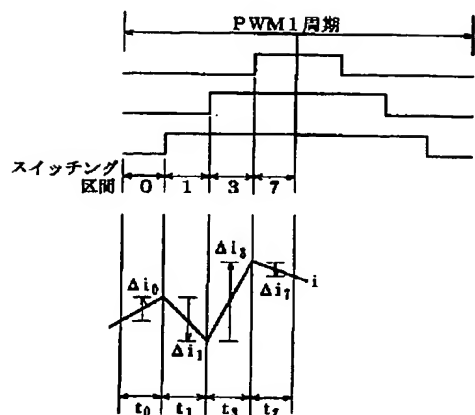 PWM1周期
スイッチング
区間 0 1 3 7
Δi₀ Δi₁ Δi₃ Δi₇ i
t₀ t₁ t₃ t₇